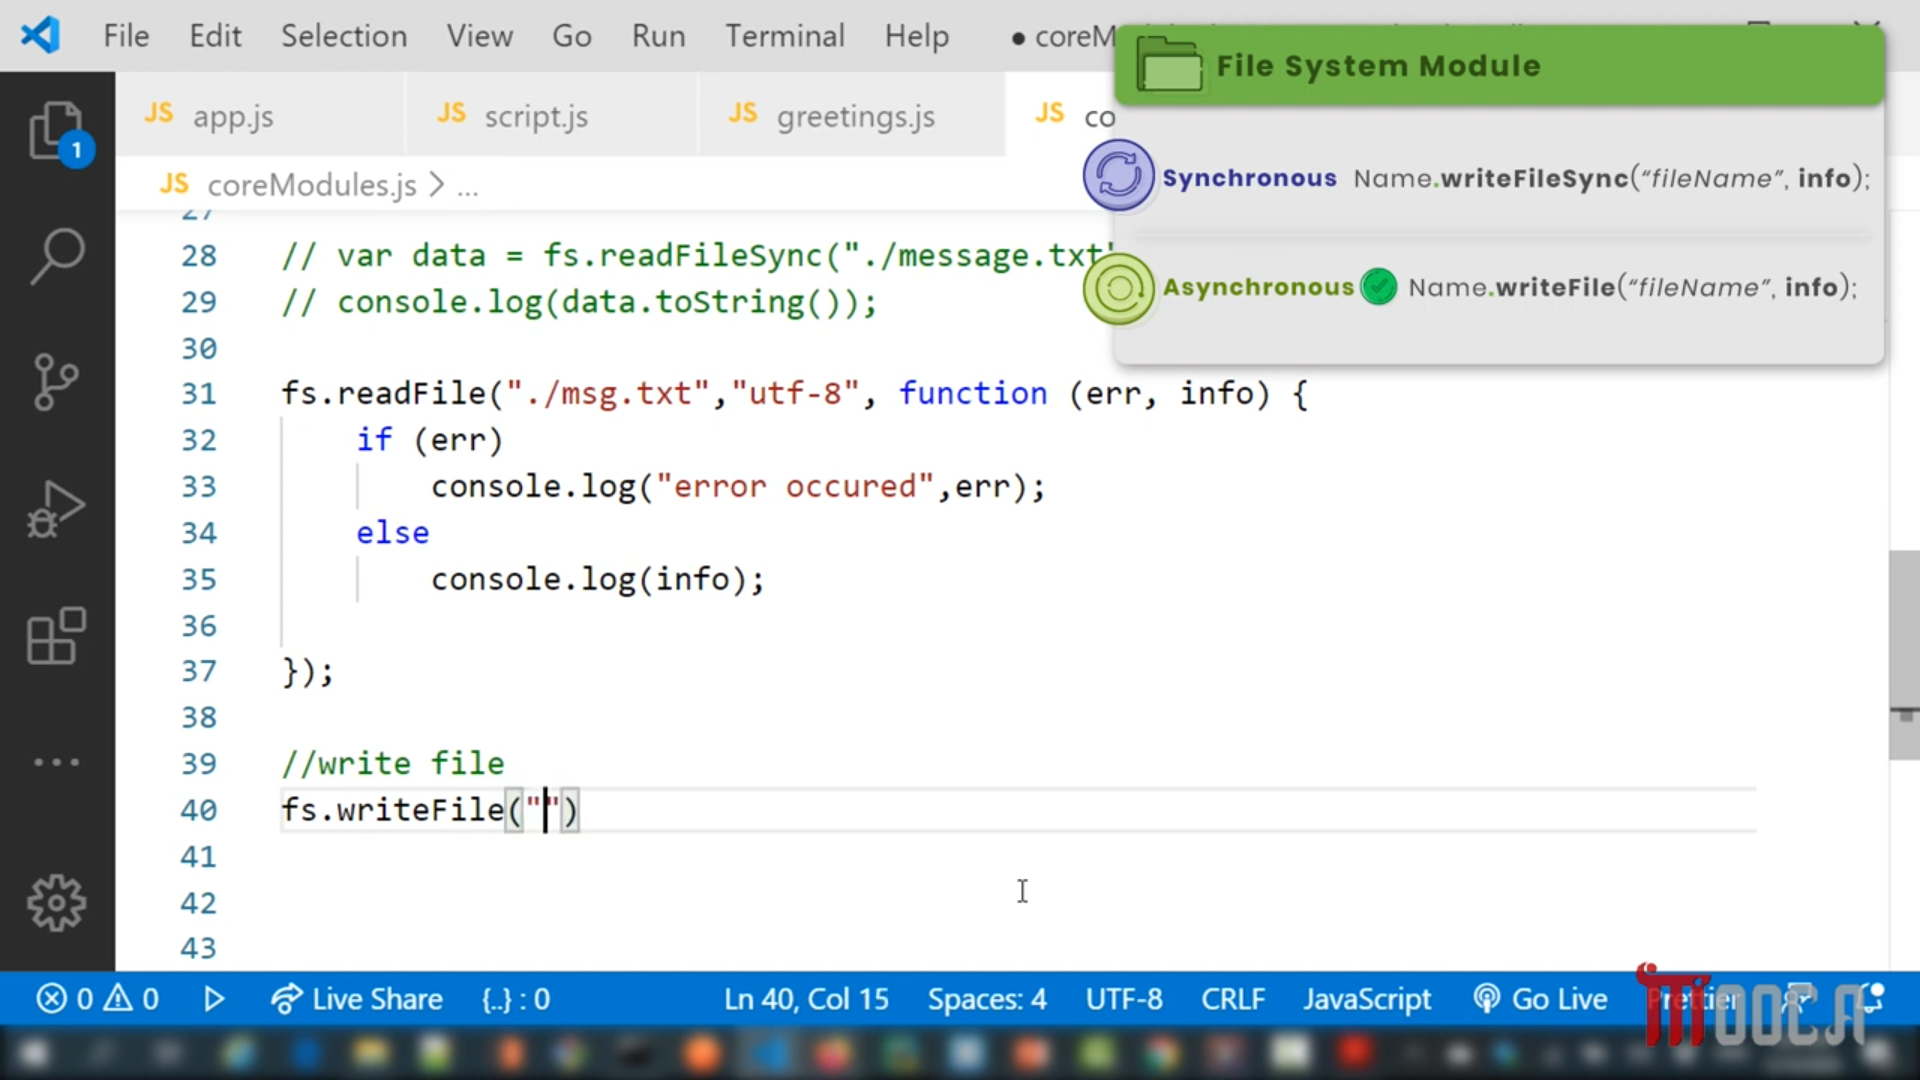 File Edit Selection View Go Run Terminal Help ● coreM
File System Module
JS app.js JS script.js JS greetings.js JS co
Synchronous Name.writeFileSync(“fileName”, info);
JS coreModules.js > ...
Asynchronous Name.writeFile(“fileName”, info);
27
28 // var data = fs.readFileSync("./message.txt"
29 // console.log(data.toString());
30
31 fs.readFile("./msg.txt","utf-8", function (err, info) {
32 if (err)
33 console.log("error occured",err);
34 else
35 console.log(info);
36
37 });
38
39 //write file
40 fs.writeFile("")
41
42
43
1
0 0 Live Share {..} : 0 Ln 40, Col 15 Spaces: 4 UTF-8 CRLF JavaScript Go Live Prettier
MOOCA